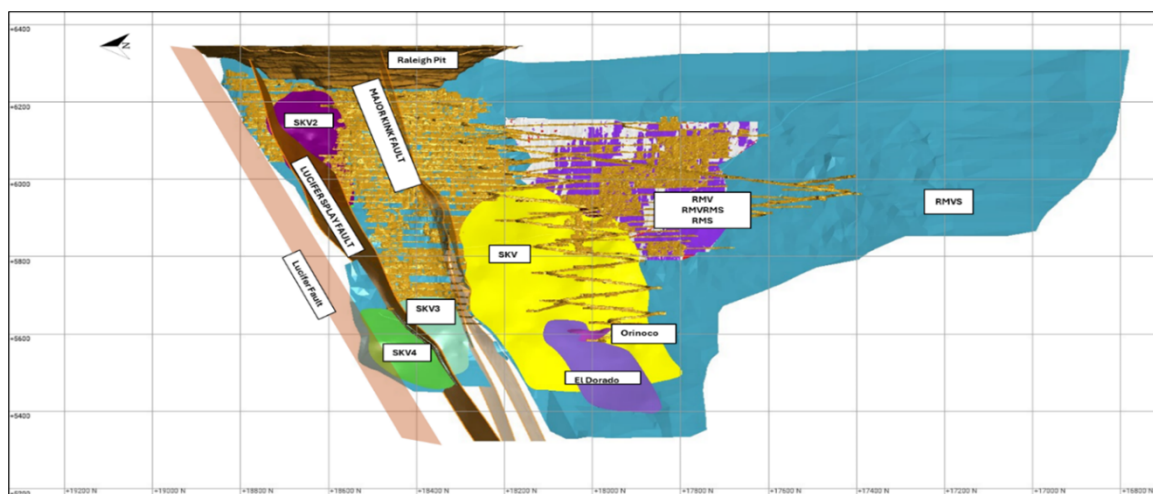 N
+6400
Raleigh Pit
+6200
SKV2
MAJOR KINK FAULT
+6000
LUCIFER SPLAY FAULT
RMV
RMVRMS
RMS
RMVS
SKV
+5800
Lucifer Fault
SKV3
+5600
Orinoco
SKV4
El Dorado
+5400
+19200 N
+19000 N
+18800 N
+18600 N
+18400 N
+18200 N
+18000 N
+17800 N
+17600 N
+17400 N
+17200 N
+17000 N